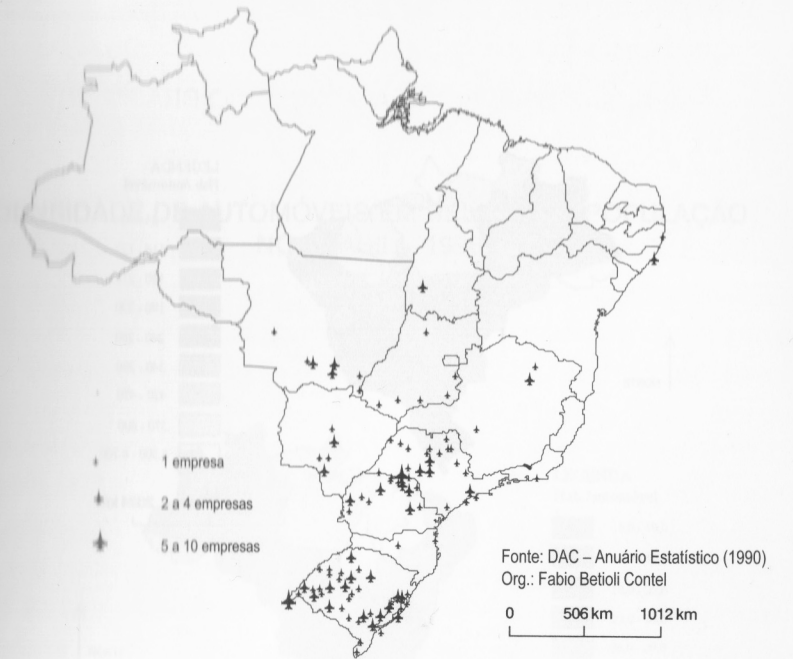 1 empresa
2 a 4 empresas
5 a 10 empresas
Fonte: DAC – Anuário Estatístico (1990)
Org.: Fabio Betioli Contel
0 506 km 1012 km